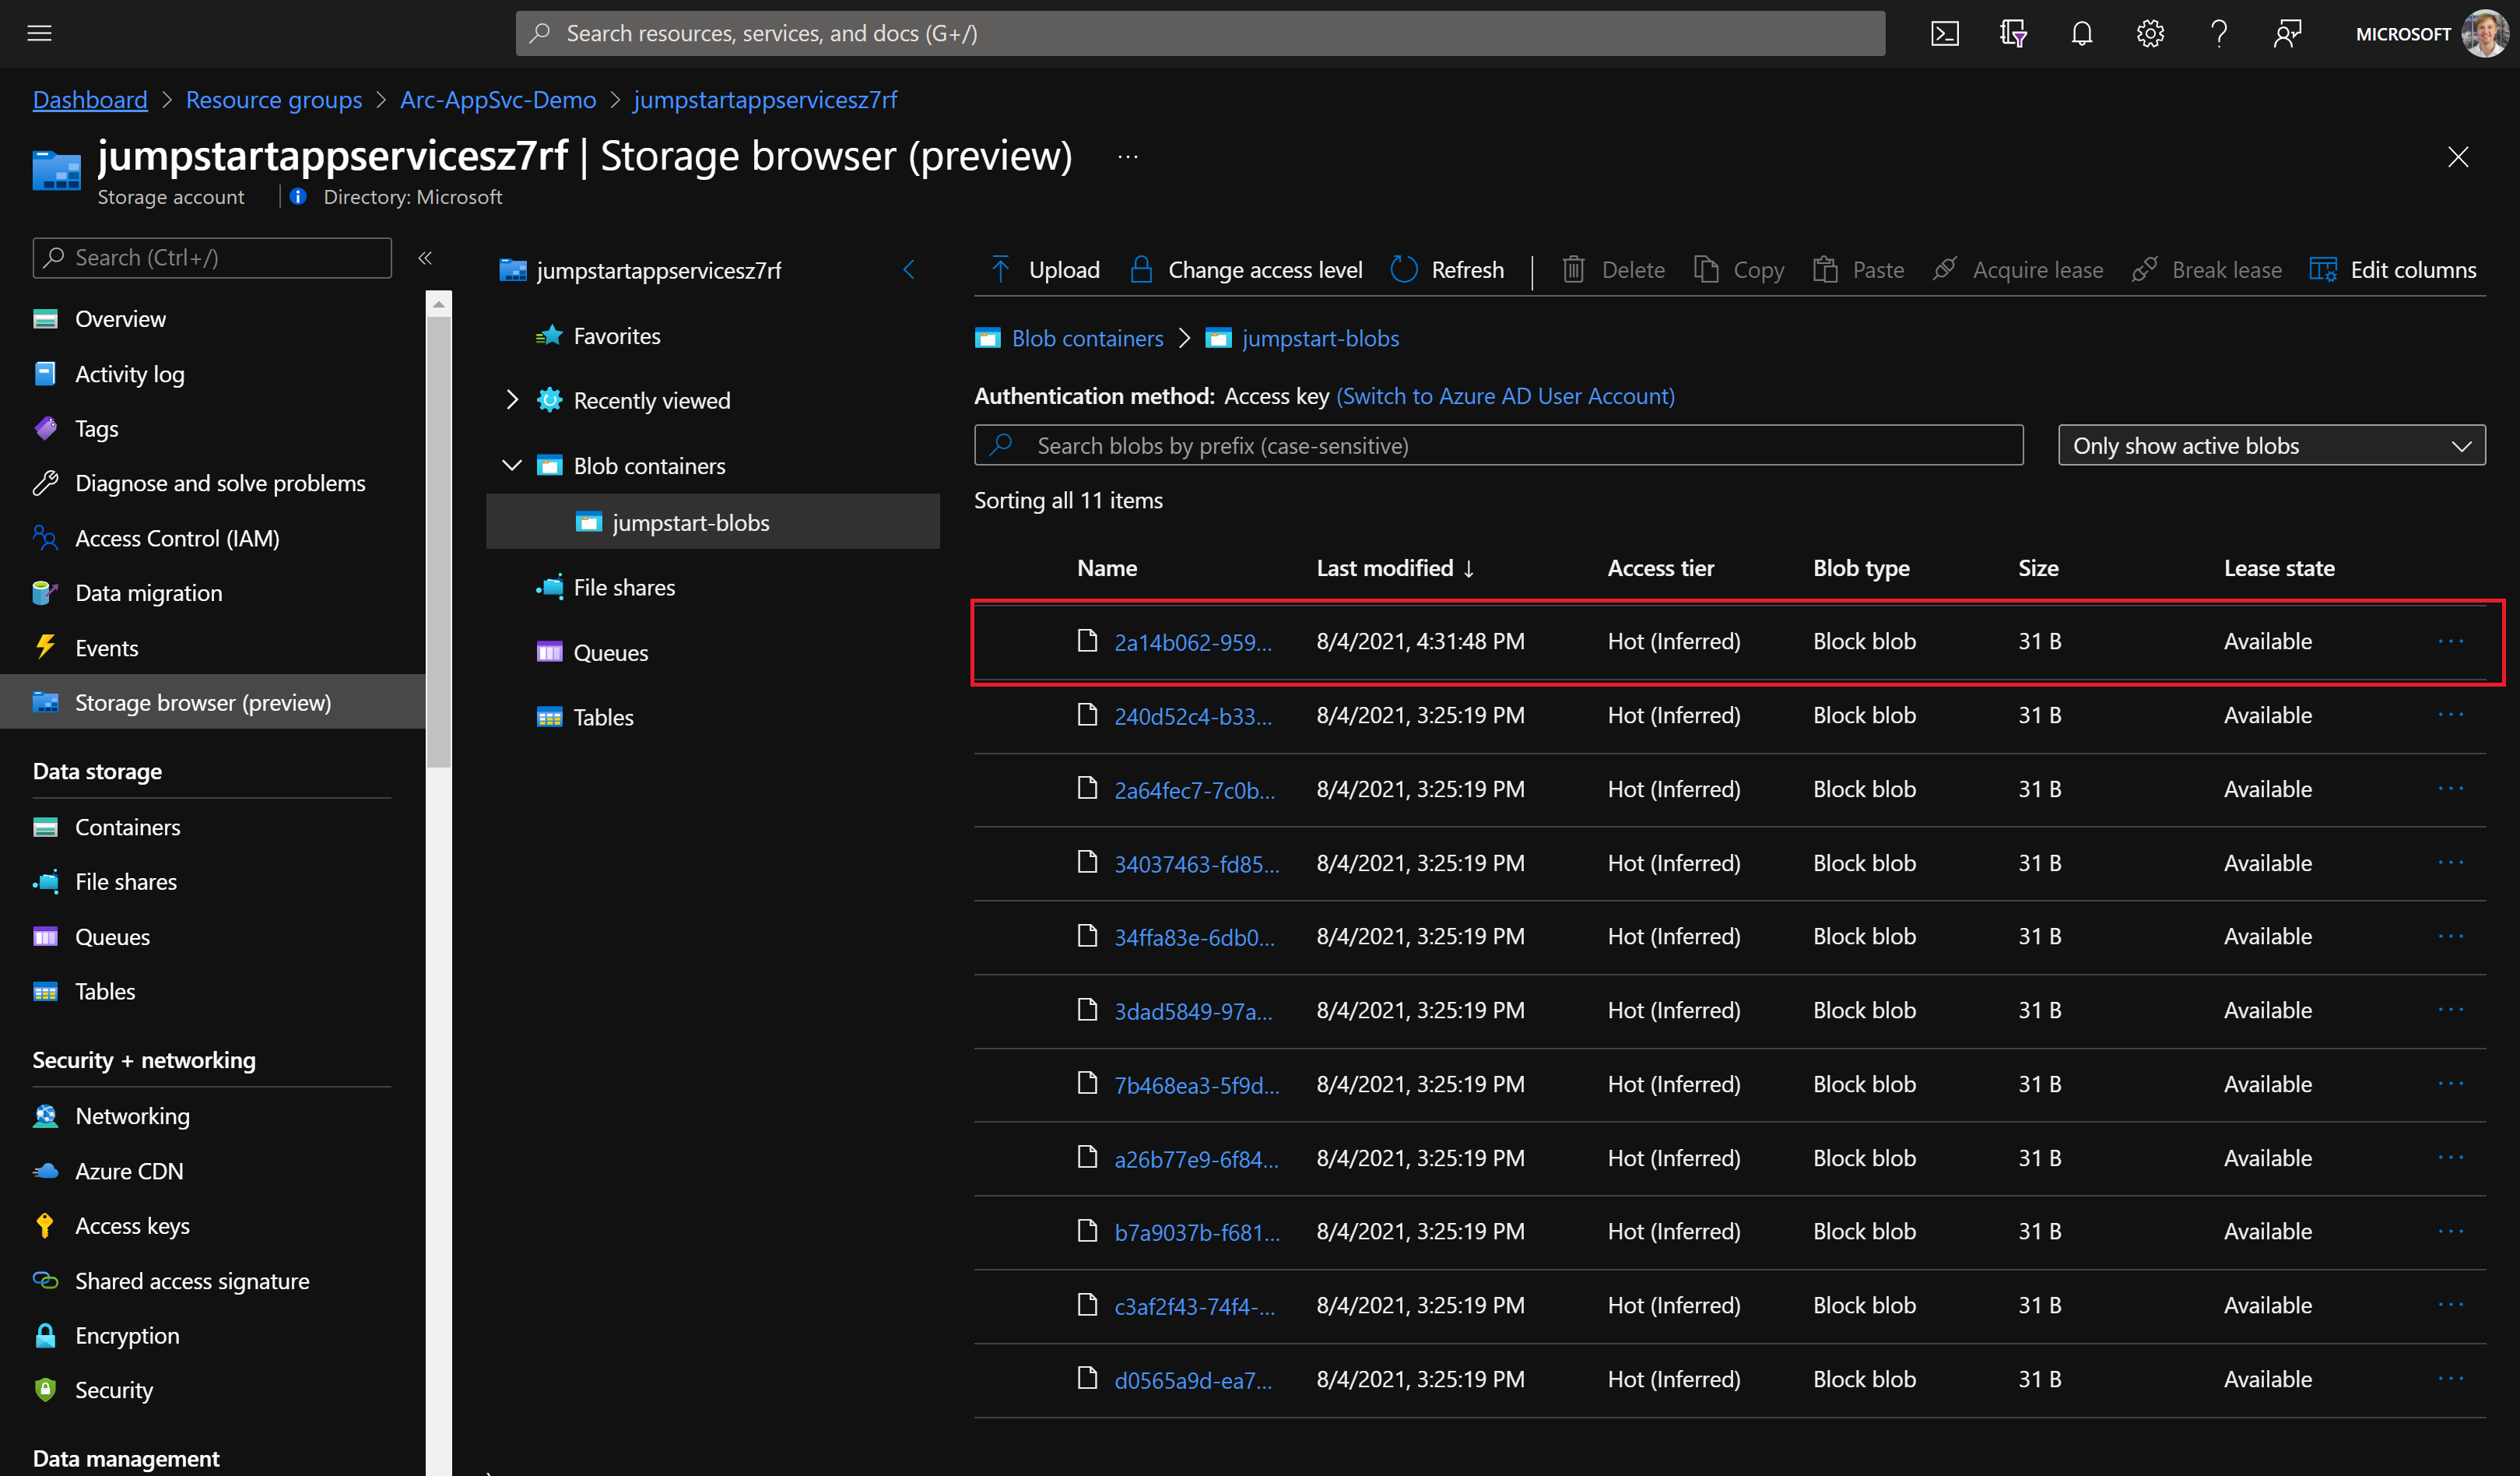 Search resources, services, and docs (G+/)
MICROSOFT
Dashboard > Resource groups > Arc-AppSvc-Demo > jumpstartappservicesz7rf
jumpstartappservicesz7rf | Storage browser (preview) ...
Storage account
Directory: Microsoft
Search (Ctrl+/)
«
Overview
Activity log
Tags
Diagnose and solve problems
Access Control (IAM)
Data migration
Events
Storage browser (preview)
Data storage
Containers
File shares
Queues
Tables
Security + networking
Networking
Azure CDN
Access keys
Shared access signature
Encryption
Security
Data management
jumpstartappservicesz7rf
Favorites
Recently viewed
Blob containers
jumpstart-blobs
File shares
Queues
Tables
Upload Change access level Refresh Delete Copy Paste Acquire lease Break lease Edit columns
Blob containers > jumpstart-blobs
Authentication method: Access key (Switch to Azure AD User Account)
Search blobs by prefix (case-sensitive)
Only show active blobs
Sorting all 11 items
Name Last modified ↓ Access tier Blob type Size Lease state
2a14b062-959... 8/4/2021, 4:31:48 PM Hot (Inferred) Block blob 31 B Available ...
240d52c4-b33... 8/4/2021, 3:25:19 PM Hot (Inferred) Block blob 31 B Available ...
2a64fec7-7c0b... 8/4/2021, 3:25:19 PM Hot (Inferred) Block blob 31 B Available ...
34037463-fd85... 8/4/2021, 3:25:19 PM Hot (Inferred) Block blob 31 B Available ...
34ffa83e-6db0... 8/4/2021, 3:25:19 PM Hot (Inferred) Block blob 31 B Available ...
3dad5849-97a... 8/4/2021, 3:25:19 PM Hot (Inferred) Block blob 31 B Available ...
7b468ea3-5f9d... 8/4/2021, 3:25:19 PM Hot (Inferred) Block blob 31 B Available ...
a26b77e9-6f84... 8/4/2021, 3:25:19 PM Hot (Inferred) Block blob 31 B Available ...
b7a9037b-f681... 8/4/2021, 3:25:19 PM Hot (Inferred) Block blob 31 B Available ...
c3af2f43-74f4-... 8/4/2021, 3:25:19 PM Hot (Inferred) Block blob 31 B Available ...
d0565a9d-ea7... 8/4/2021, 3:25:19 PM Hot (Inferred) Block blob 31 B Available ...